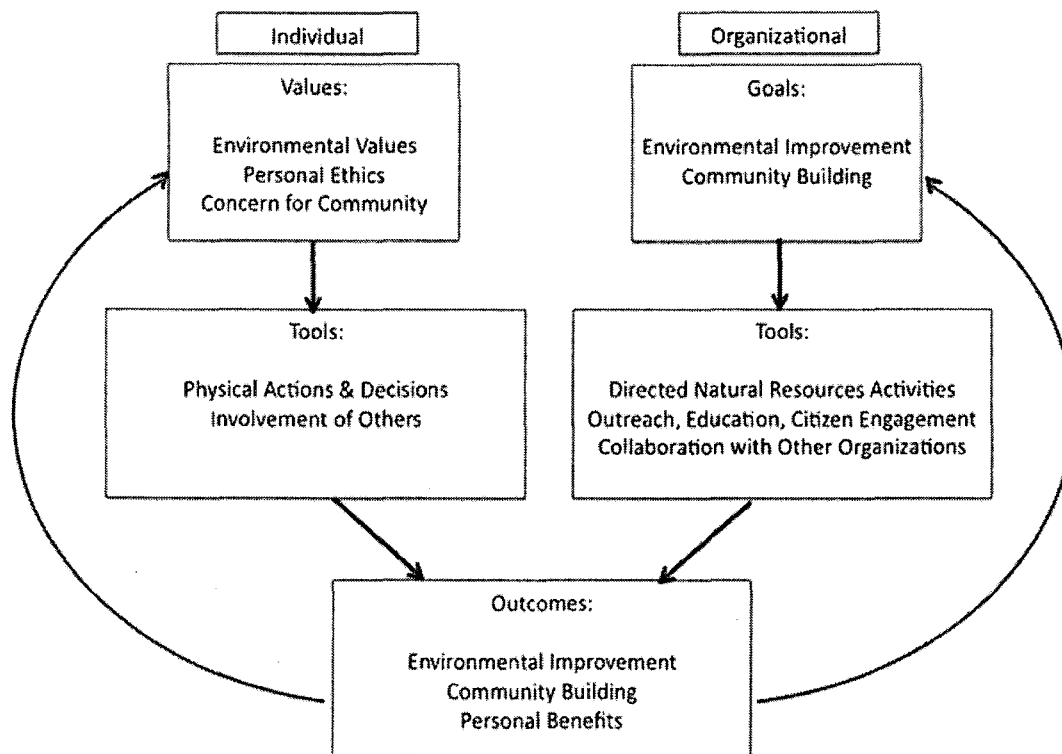 Individual
Organizational
Values:
Environmental Values
Personal Ethics
Concern for Community
Goals:
Environmental Improvement
Community Building
Tools:
Physical Actions & Decisions
Involvement of Others
Tools:
Directed Natural Resources Activities
Outreach, Education, Citizen Engagement
Collaboration with Other Organizations
Outcomes:
Environmental Improvement
Community Building
Personal Benefits